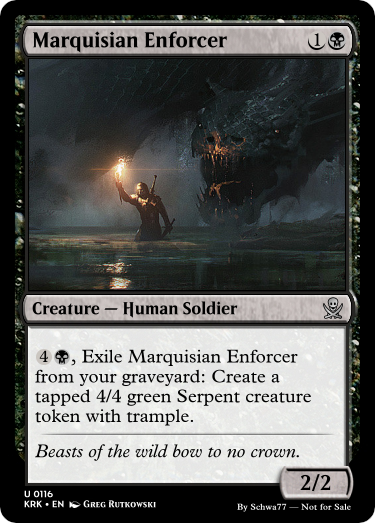 Marquisian Enforcer 1
Creature — Human Soldier
4, Exile Marquisian Enforcer
from your graveyard: Create a
tapped 4/4 green Serpent creature
token with trample.
Beasts of the wild bow to no crown.
2/2
U 0116
KRK • EN Greg Rutkowski
By Schwa77 — Not for Sale